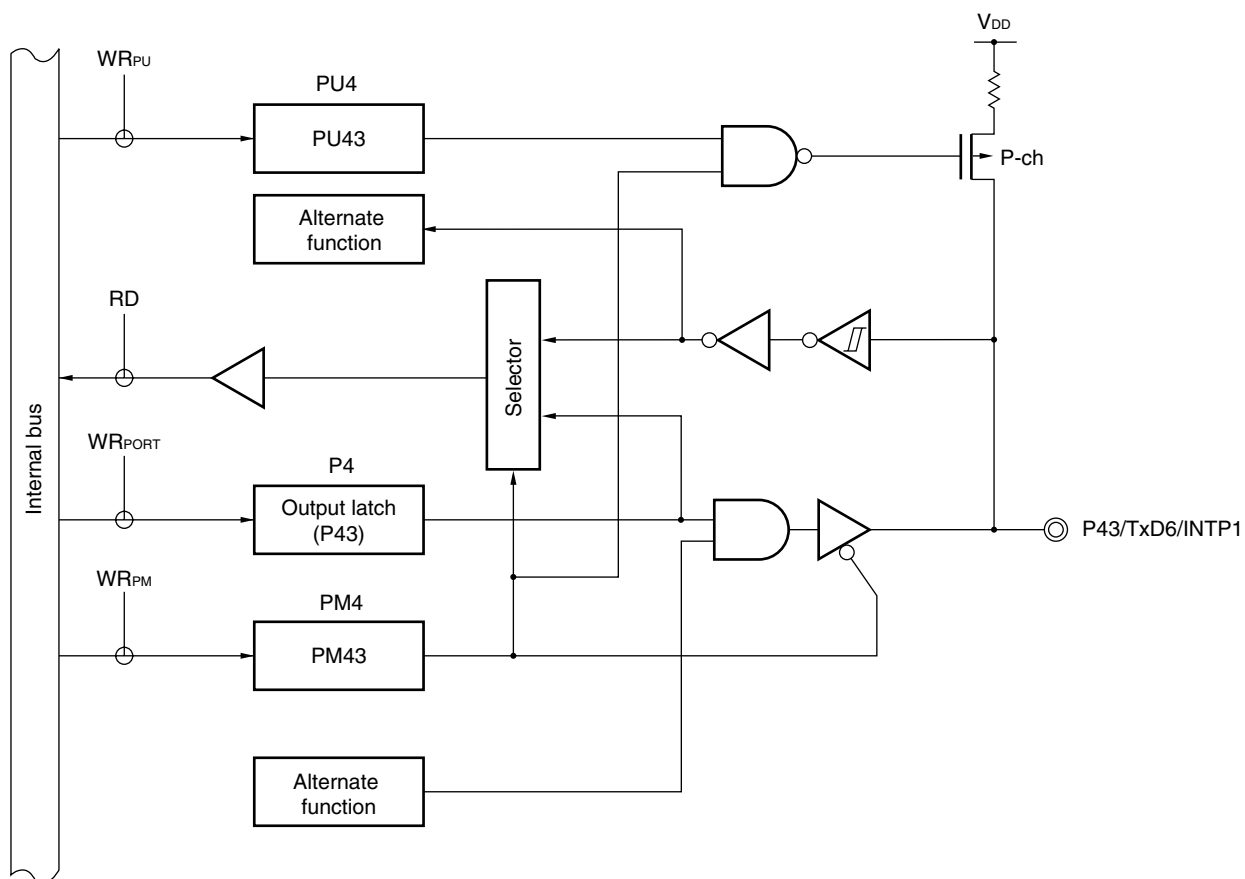 VDD
WRPU
PU4
PU43
P-ch
Alternate
function
RD
Selector
Internal bus
WRPORT
P4
Output latch
(P43)
P43/TxD6/INTP1
WRPM
PM4
PM43
Alternate
function